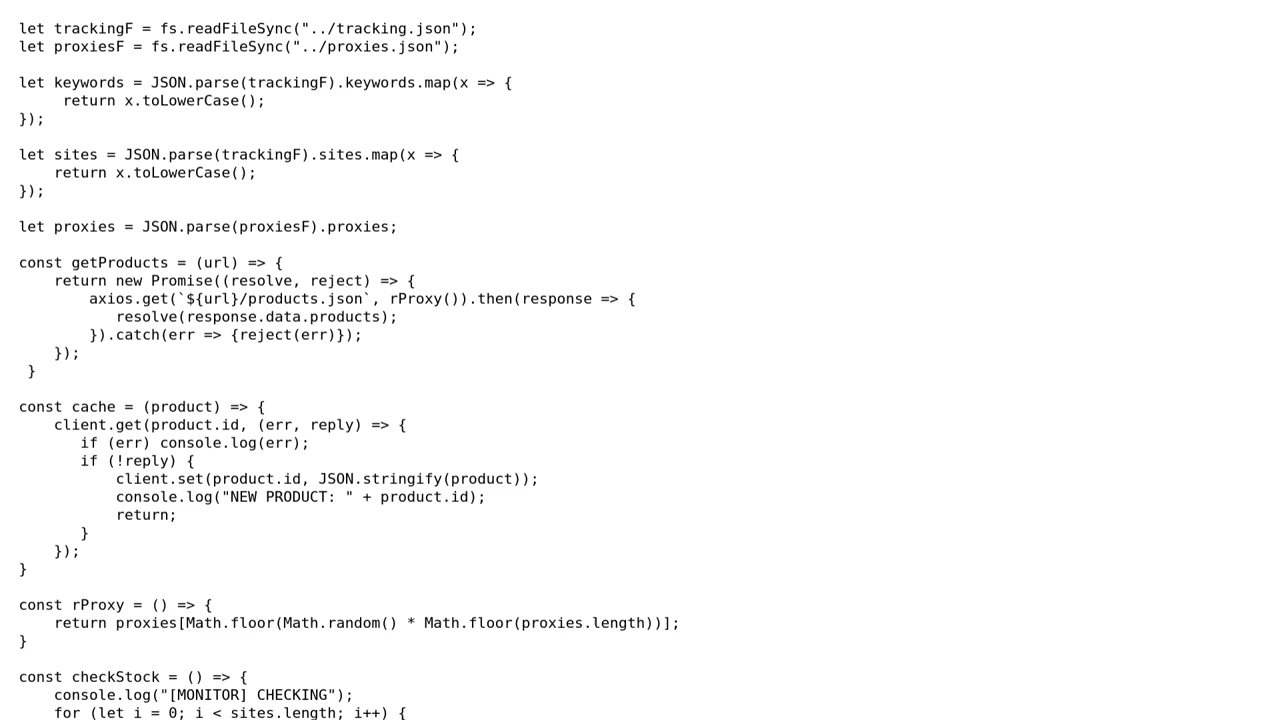 let trackingF = fs.readFileSync("../tracking.json");
let proxiesF = fs.readFileSync("../proxies.json");

let keywords = JSON.parse(trackingF).keywords.map(x => {
     return x.toLowerCase();
});

let sites = JSON.parse(trackingF).sites.map(x => {
    return x.toLowerCase();
});

let proxies = JSON.parse(proxiesF).proxies;

const getProducts = (url) => {
    return new Promise((resolve, reject) => {
        axios.get(`${url}/products.json`, rProxy()).then(response => {
           resolve(response.data.products);
        }).catch(err => {reject(err)});
    });
 }

const cache = (product) => {
    client.get(product.id, (err, reply) => {
       if (err) console.log(err);
       if (!reply) {
           client.set(product.id, JSON.stringify(product));
           console.log("NEW PRODUCT: " + product.id);
           return;
       }
    });
}

const rProxy = () => {
    return proxies[Math.floor(Math.random() * Math.floor(proxies.length))];
}

const checkStock = () => {
    console.log("[MONITOR] CHECKING");
    for (let i = 0; i < sites.length; i++) {